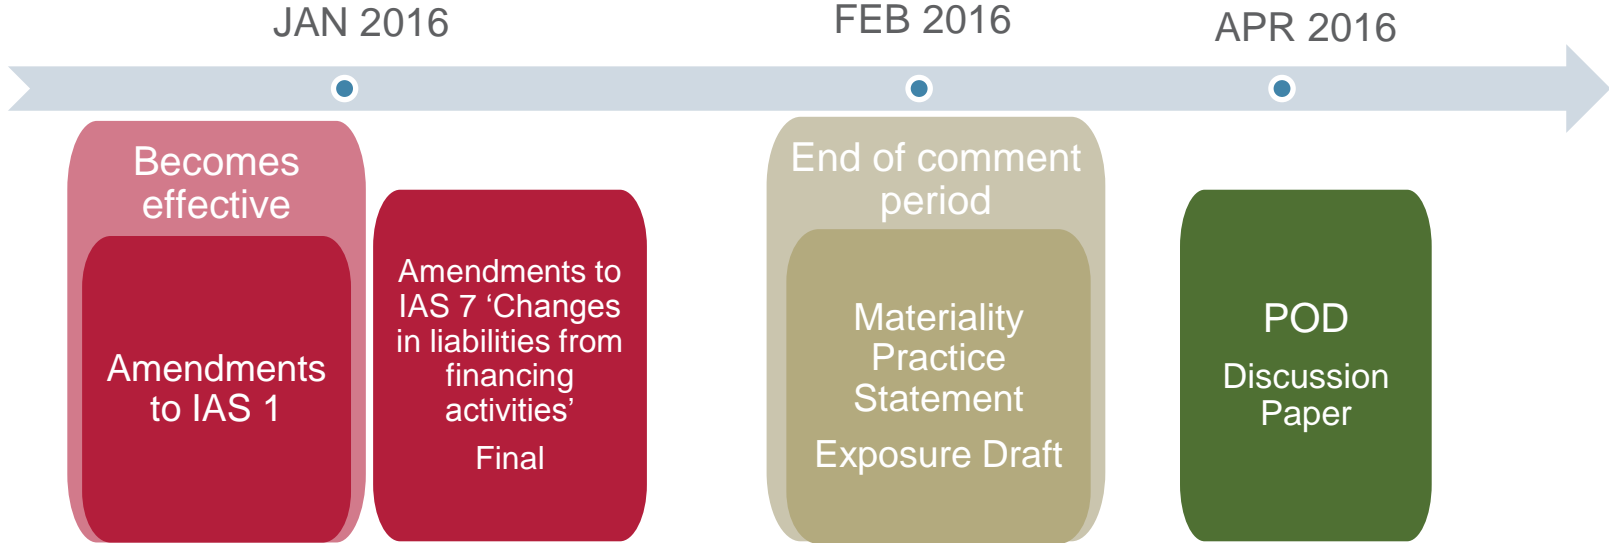 JAN 2016
FEB 2016
APR 2016
Becomes
effective
Amendments
to IAS 1
Amendments to
IAS 7 ‘Changes
in liabilities from
financing
activities’
Final
End of comment
period
Materiality
Practice
Statement
Exposure Draft
POD
Discussion
Paper